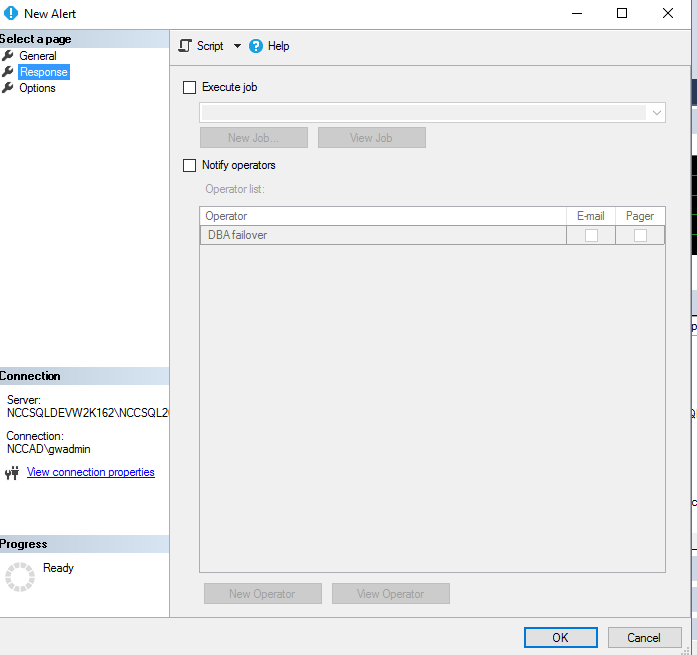 New Alert
Select a page
General
Response
Options
Script
Help
Execute job
New Job...
View Job
Notify operators
Operator list:
Operator E-mail Pager
DBA failover
New Operator
View Operator
Connection
Server:
NCCSQLDEVW2K162\NCCSQL2
Connection:
NCCAD\gwadmin
View connection properties
Progress
Ready
OK
Cancel